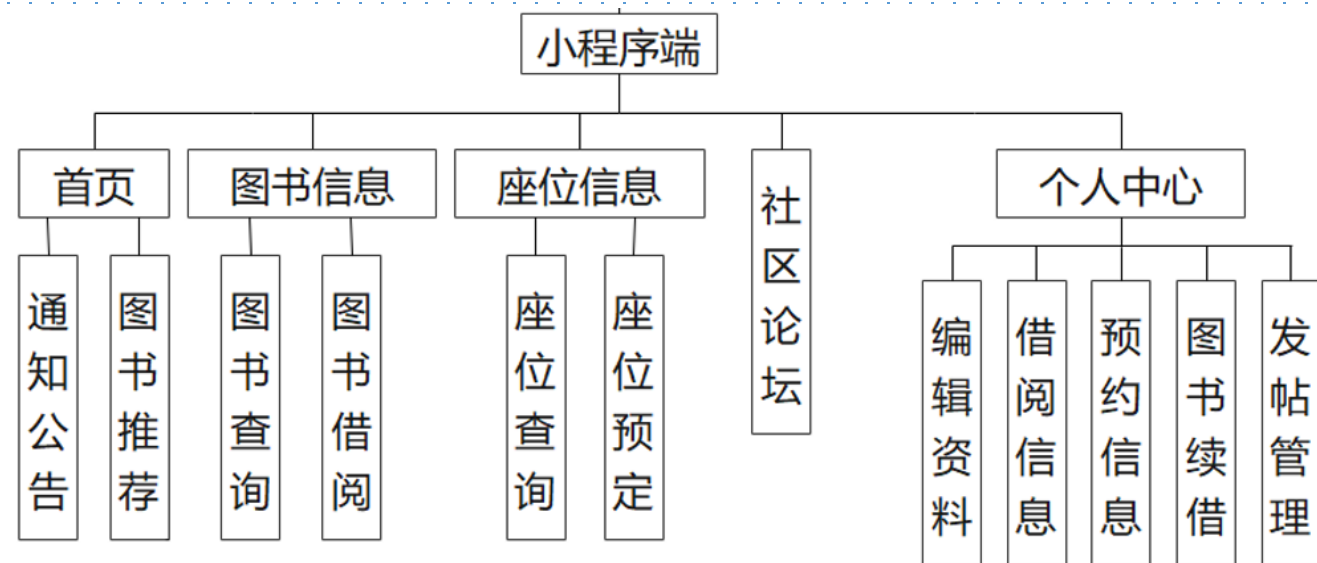 小程序端
首页
图书信息
座位信息
社区论坛
个人中心
通知公告
图书推荐
图书查询
图书借阅
座位查询
座位预定
编辑资料
借阅信息
预约信息
图书续借
发帖管理